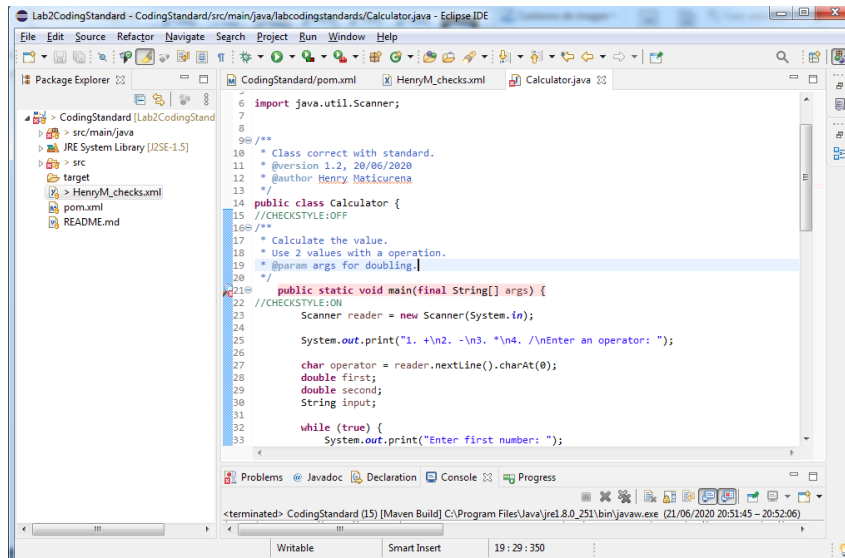 Lab2CodingStandard - CodingStandard/src/main/java/labcodingstandards/Calculator.java - Eclipse IDE
File Edit Source Refactor Navigate Search Project Run Window Help
Package Explorer
CodingStandard/pom.xml HenryM_checks.xml Calculator.java
> CodingStandard [Lab2CodingStand
> src/main/java
JRE System Library [J2SE-1.5]
> src
target
> HenryM_checks.xml
pom.xml
README.md
6 import java.util.Scanner;
7
8
9 /**
10 * Class correct with standard.
11 * @version 1.2, 20/06/2020
12 * @author Henry Maticurena
13 */
14 public class Calculator {
15 //CHECKSTYLE:OFF
16 /**
17 * Calculate the value.
18 * Use 2 values with a operation.
19 * @param args for doubling.
20 */
21 public static void main(final String[] args) {
22 //CHECKSTYLE:ON
23 Scanner reader = new Scanner(System.in);
24
25 System.out.print("1. +\n2. -\n3. *\n4. /\nEnter an operator: ");
26
27 char operator = reader.nextLine().charAt(0);
28 double first;
29 double second;
30 String input;
31
32 while (true) {
33 System.out.print("Enter first number: ");
Problems Javadoc Declaration Console Progress
<terminated> CodingStandard (15) [Maven Build] C:\Program Files\Java\jre1.8.0_251\bin\javaw.exe (21/06/2020 20:51:45 – 20:52:06)
Writable Smart Insert 19 : 29 : 350